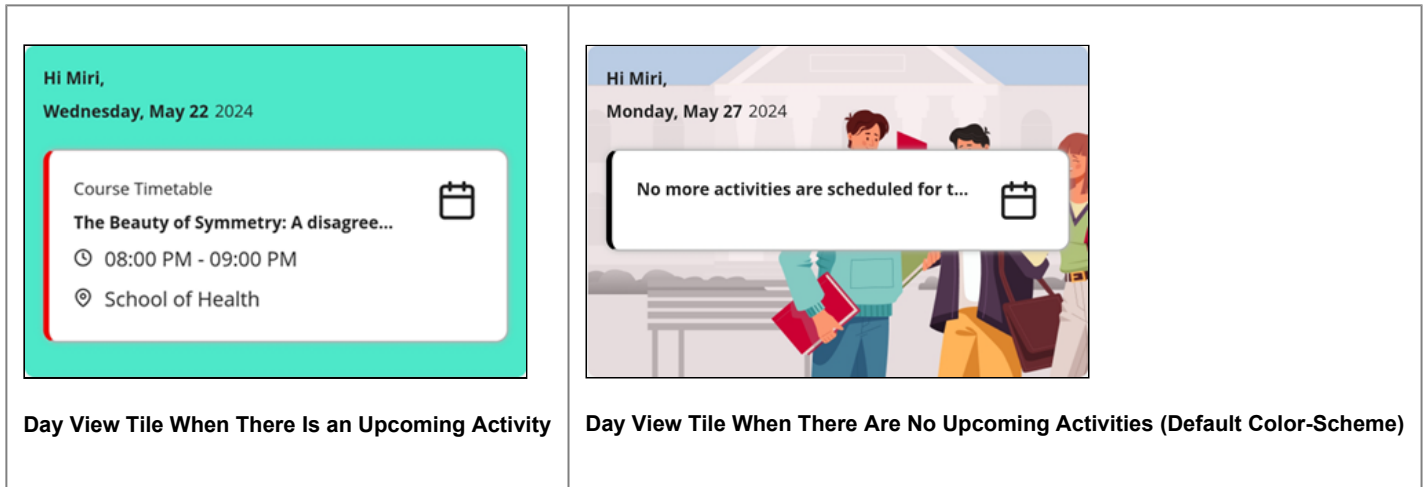 Hi Miri,
Wednesday, May 22 2024
Course Timetable
The Beauty of Symmetry: A disagree...
08:00 PM - 09:00 PM
School of Health
Day View Tile When There Is an Upcoming Activity
Hi Miri,
Monday, May 27 2024
No more activities are scheduled for t...
Day View Tile When There Are No Upcoming Activities (Default Color-Scheme)